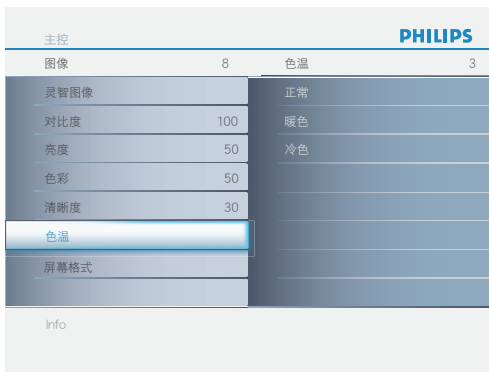 主控 PHILIPS
图像 8 色温 3
灵智图像 正常
对比度 100 暖色
亮度 50 冷色
色彩 50
清晰度 30
色温
屏幕格式
Info